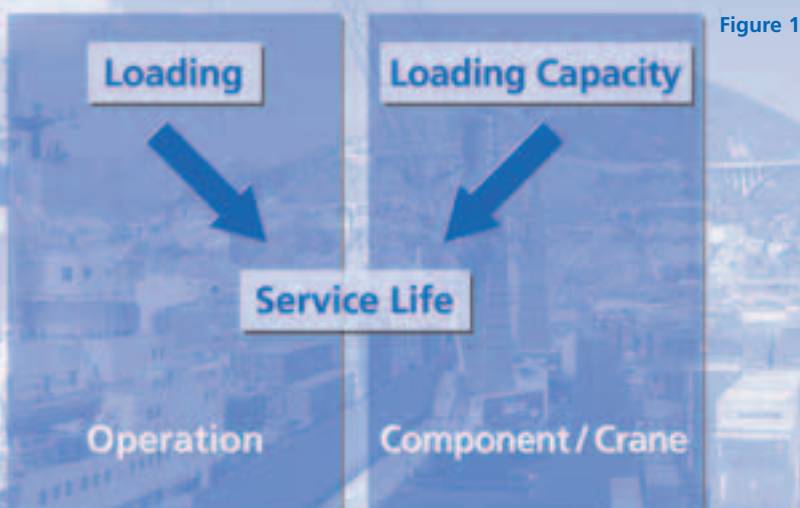 Figure 1
Loading
Loading Capacity
Service Life
Operation
Component / Crane